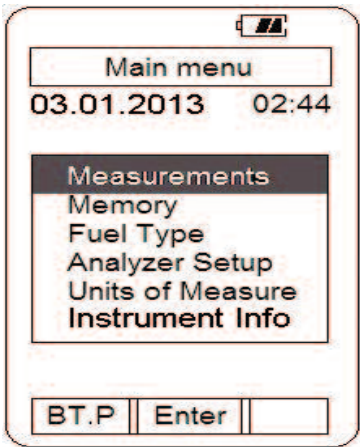 Main menu
03.01.2013 02:44
Measurements
Memory
Fuel Type
Analyzer Setup
Units of Measure
Instrument Info
BT.P Enter